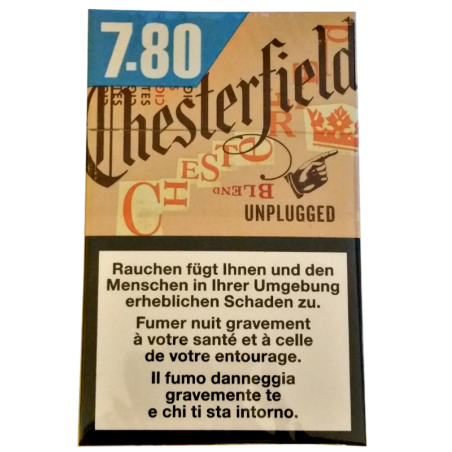 7.80
Chesterfield
CHESTE R
BLEND
UNPLUGGED
Rauchen fügt Ihnen und den
Menschen in Ihrer Umgebung
erheblichen Schaden zu.
Fumer nuit gravement
à votre santé et à celle
de votre entourage.
Il fumo danneggia
gravemente te
e chi ti sta intorno.